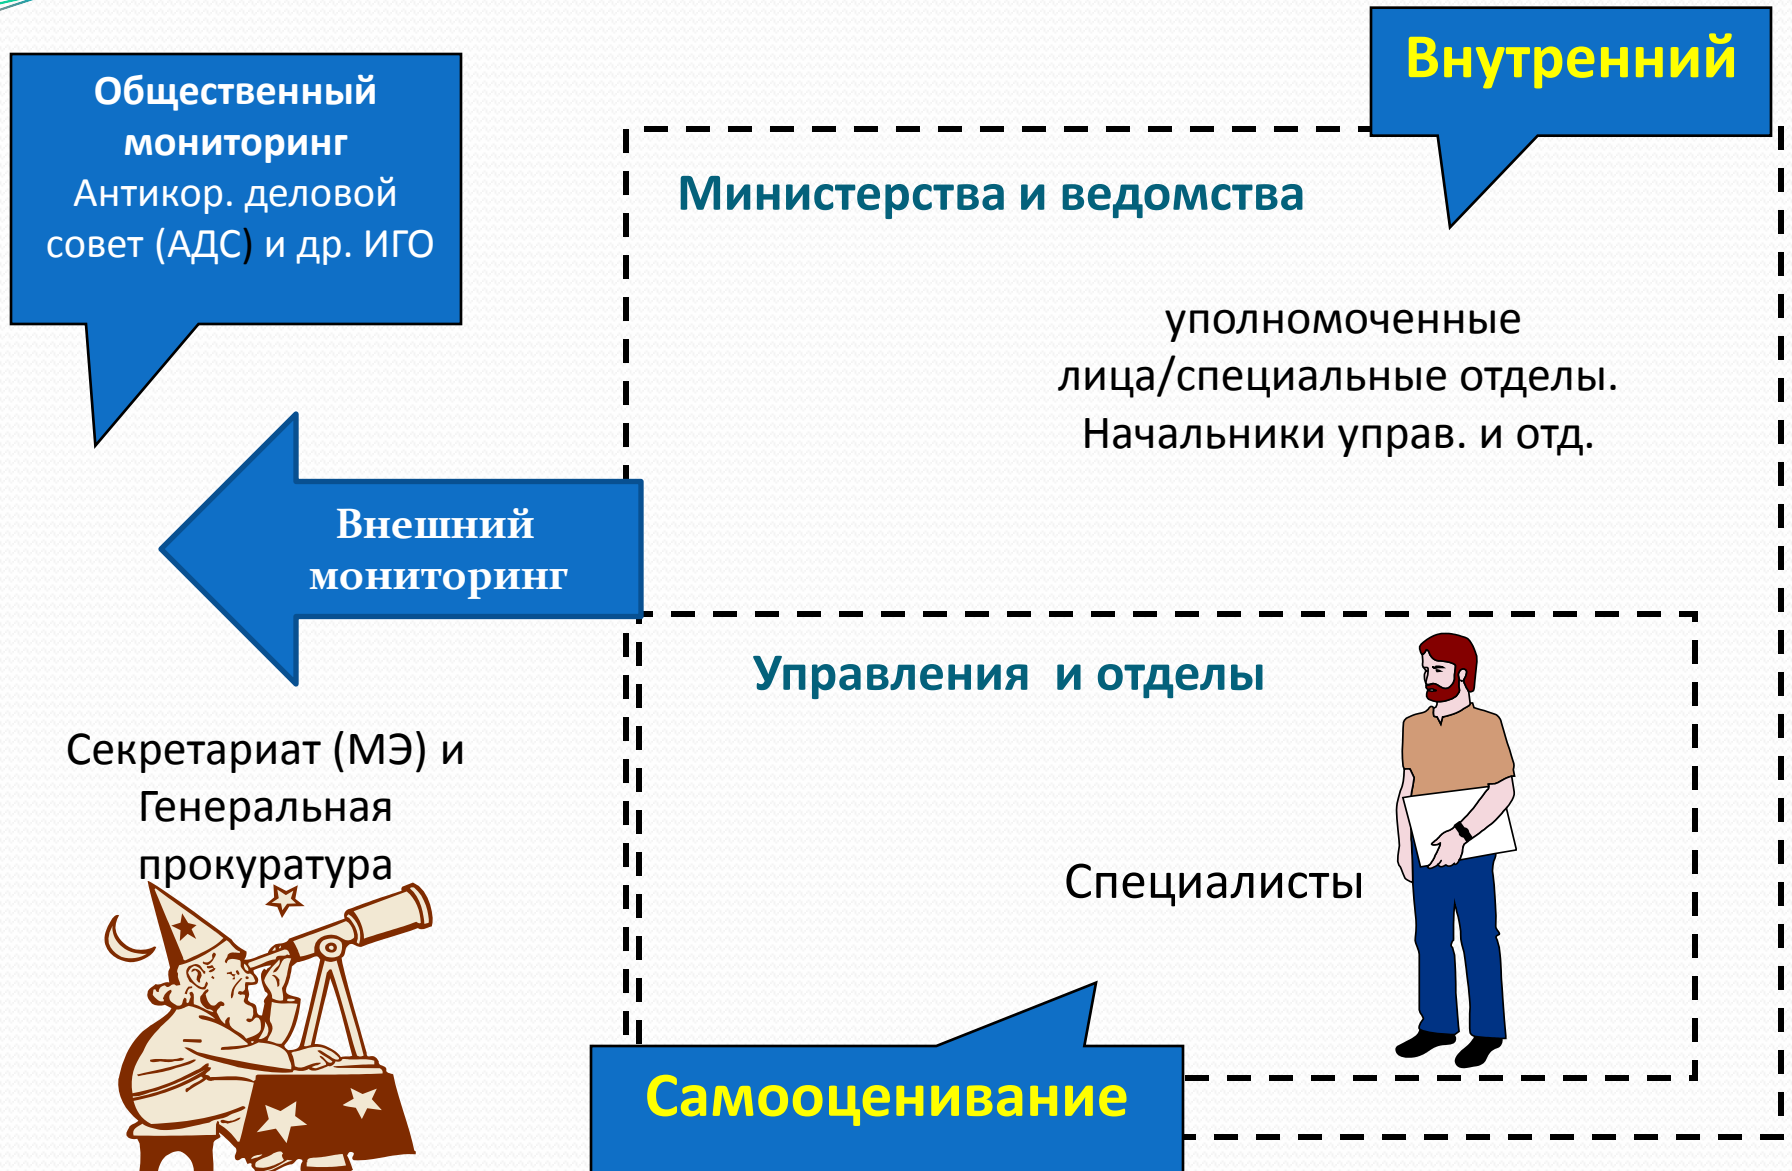 Общественный
мониторинг
Антикор. деловой
совет (АДС) и др. ИГО
Внутренний
Министерства и ведомства
уполномоченные
лица/специальные отделы.
Начальники управ. и отд.
Внешний
мониторинг
Управления и отделы
Секретариат (МЭ) и
Генеральная
прокуратура
Специалисты
Самооценивание